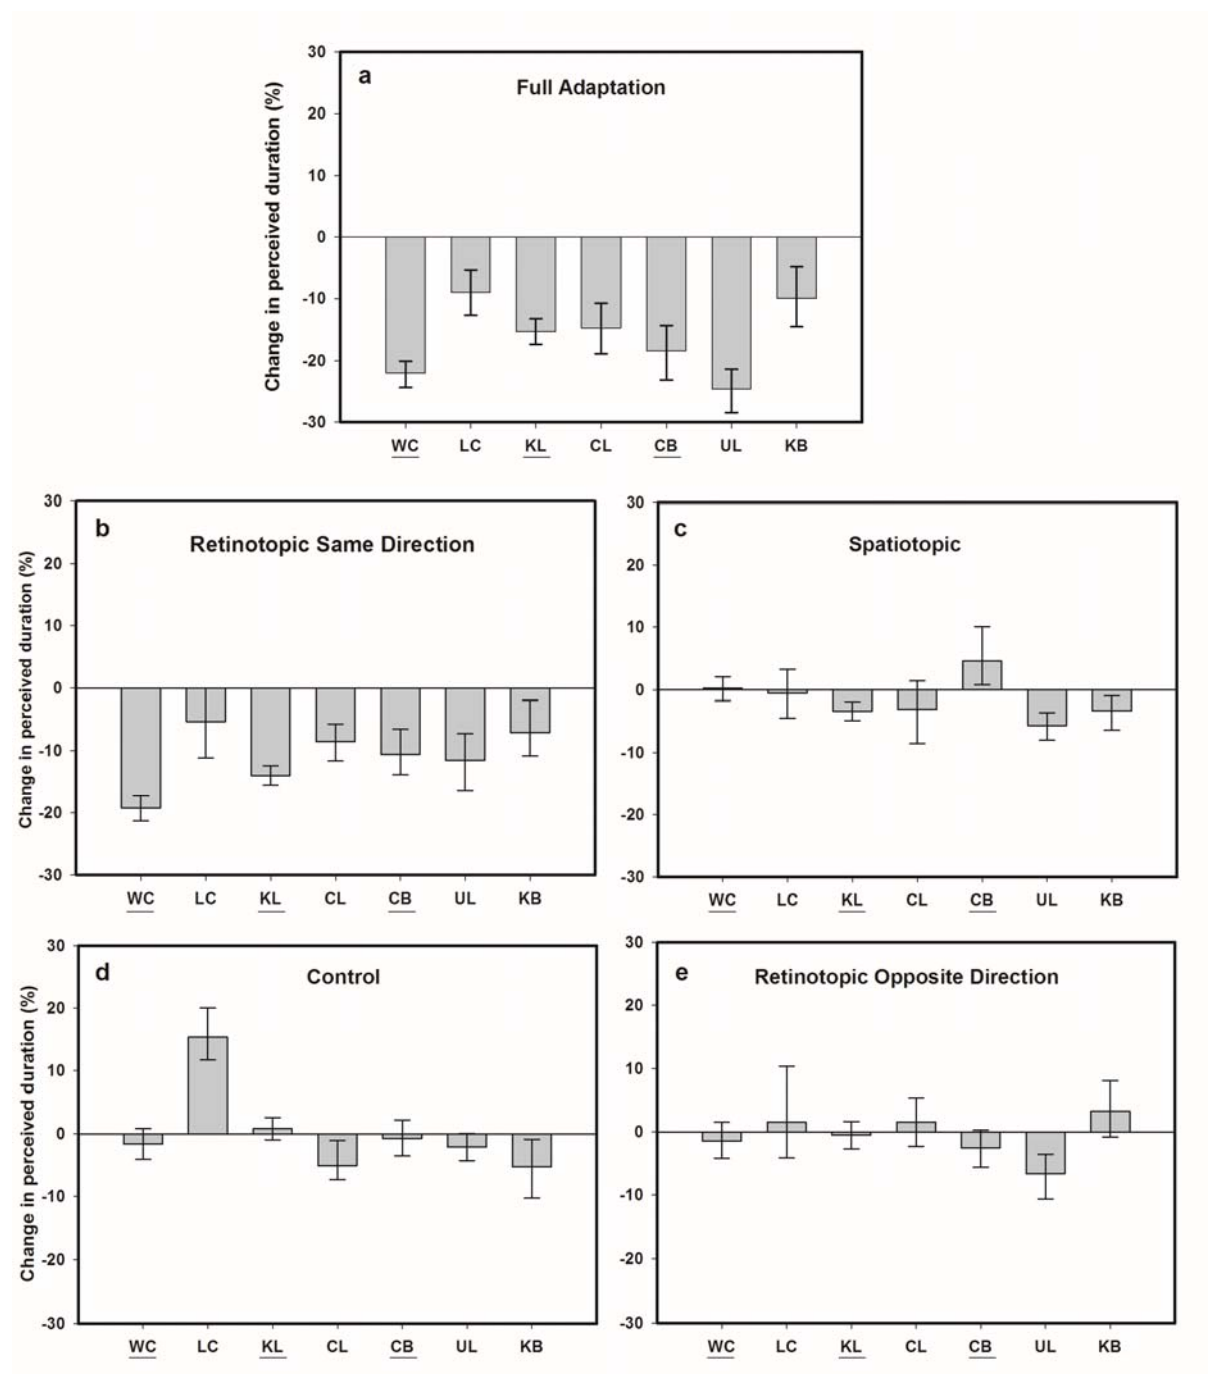 a
Full Adaptation
Change in perceived duration (%)
30
20
10
0
-10
-20
-30
WC LC KL CL CB UL KB
b
Retinotopic Same Direction
Change in perceived duration (%)
30
20
10
0
-10
-20
-30
WC LC KL CL CB UL KB
c
Spatiotopic
30
20
10
0
-10
-20
-30
WC LC KL CL CB UL KB
d
Control
Change in perceived duration (%)
30
20
10
0
-10
-20
-30
WC LC KL CL CB UL KB
e
Retinotopic Opposite Direction
30
20
10
0
-10
-20
-30
WC LC KL CL CB UL KB